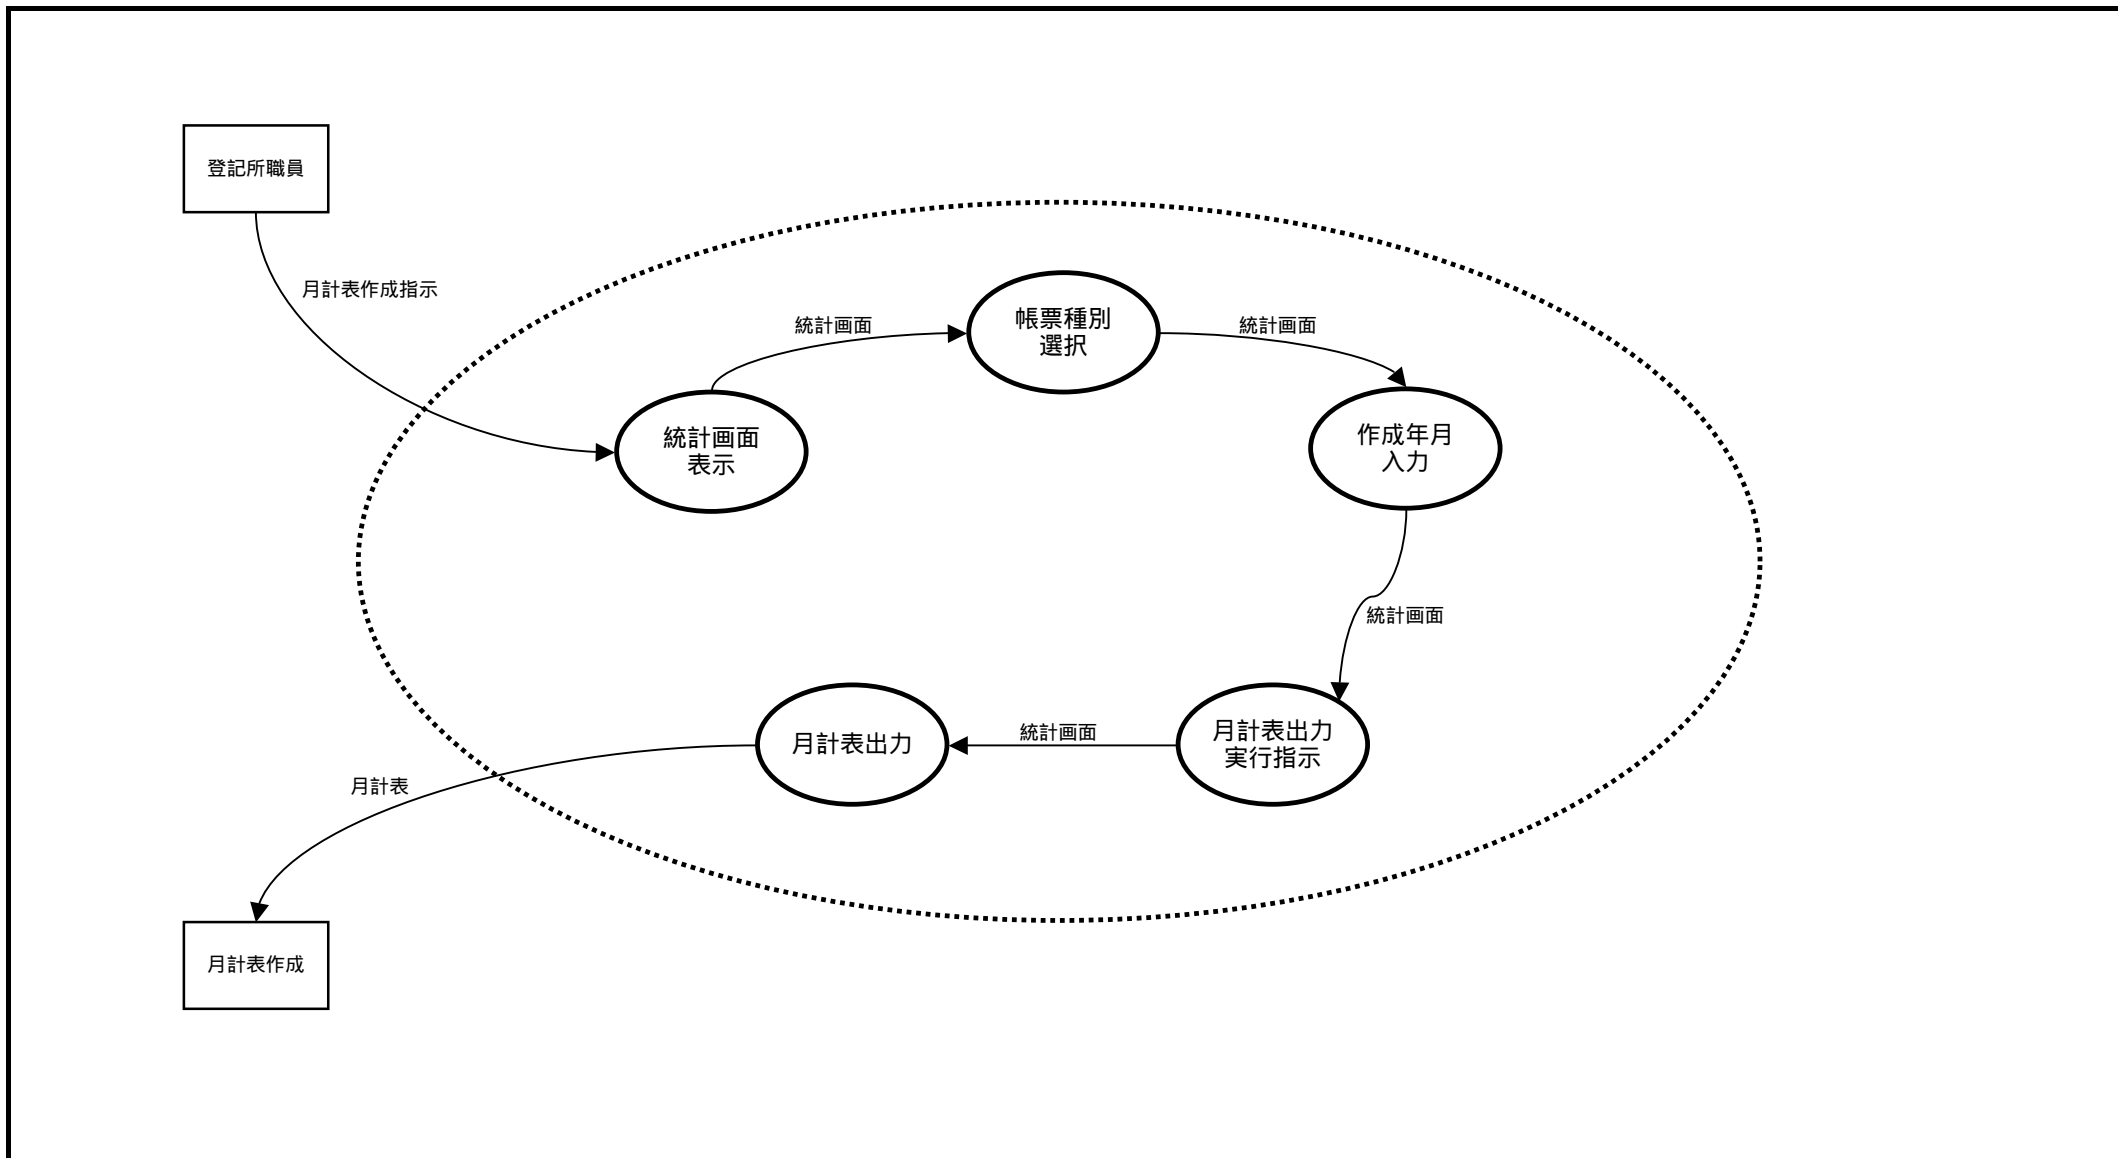 登記所職員
月計表作成指示
統計画面
帳票種別
選択
統計画面
統計画面
表示
作成年月
入力
統計画面
月計表出力
実行指示
統計画面
月計表出力
月計表
月計表作成